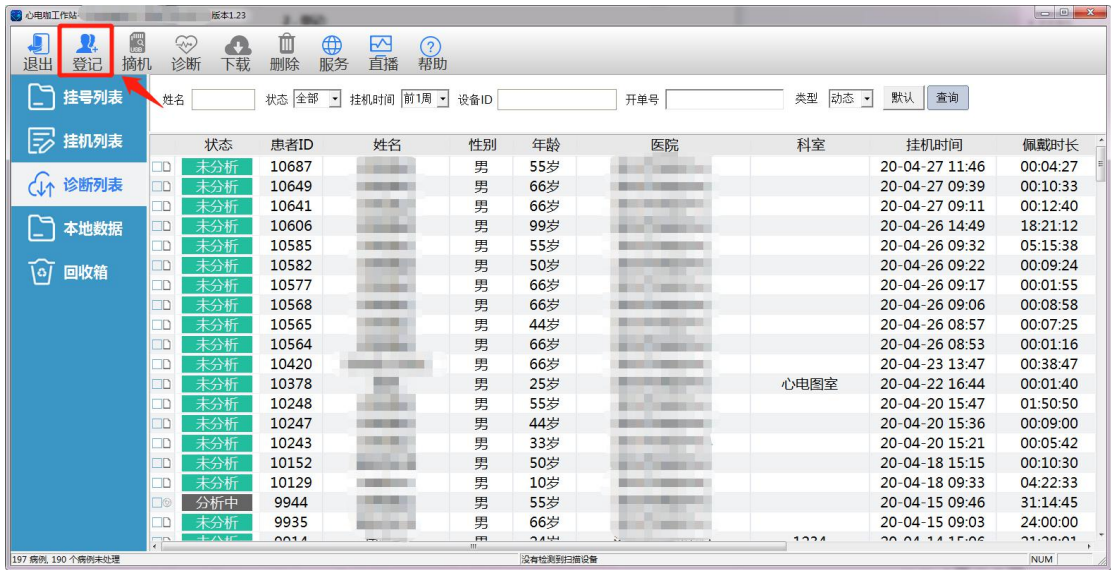 心电咖工作站- 版本1.23
退出 登记 摘机 诊断 下载 删除 服务 直播 帮助
挂号列表
挂机列表
诊断列表
本地数据
回收箱
姓名 状态 全部 挂机时间 前1周 设备ID 开单号 类型 动态 默认 查询
状态 患者ID 姓名 性别 年龄 医院 科室 挂机时间 佩戴时长
未分析 10687 男 55岁 20-04-27 11:46 00:04:27
未分析 10649 男 66岁 20-04-27 09:39 00:10:33
未分析 10641 男 66岁 20-04-27 09:11 00:12:40
未分析 10606 男 99岁 20-04-26 14:49 18:21:12
未分析 10585 男 55岁 20-04-26 09:32 05:15:38
未分析 10582 男 50岁 20-04-26 09:22 00:09:24
未分析 10577 男 66岁 20-04-26 09:17 00:01:55
未分析 10568 男 66岁 20-04-26 09:06 00:08:58
未分析 10565 男 44岁 20-04-26 08:57 00:07:25
未分析 10564 男 66岁 20-04-26 08:53 00:01:16
未分析 10420 男 66岁 20-04-23 13:47 00:38:47
未分析 10378 男 25岁 心电图室 20-04-22 16:44 00:01:40
未分析 10248 男 55岁 20-04-20 15:47 01:50:50
未分析 10247 男 44岁 20-04-20 15:36 00:09:00
未分析 10243 男 33岁 20-04-20 15:21 00:05:42
未分析 10152 男 50岁 20-04-18 15:15 00:10:30
未分析 10129 男 10岁 20-04-18 09:33 04:22:33
分析中 9944 男 55岁 20-04-15 09:46 31:14:45
未分析 9935 男 66岁 20-04-15 09:03 24:00:00
197 病例, 190 个病例未处理 没有检测到扫描设备 NUM